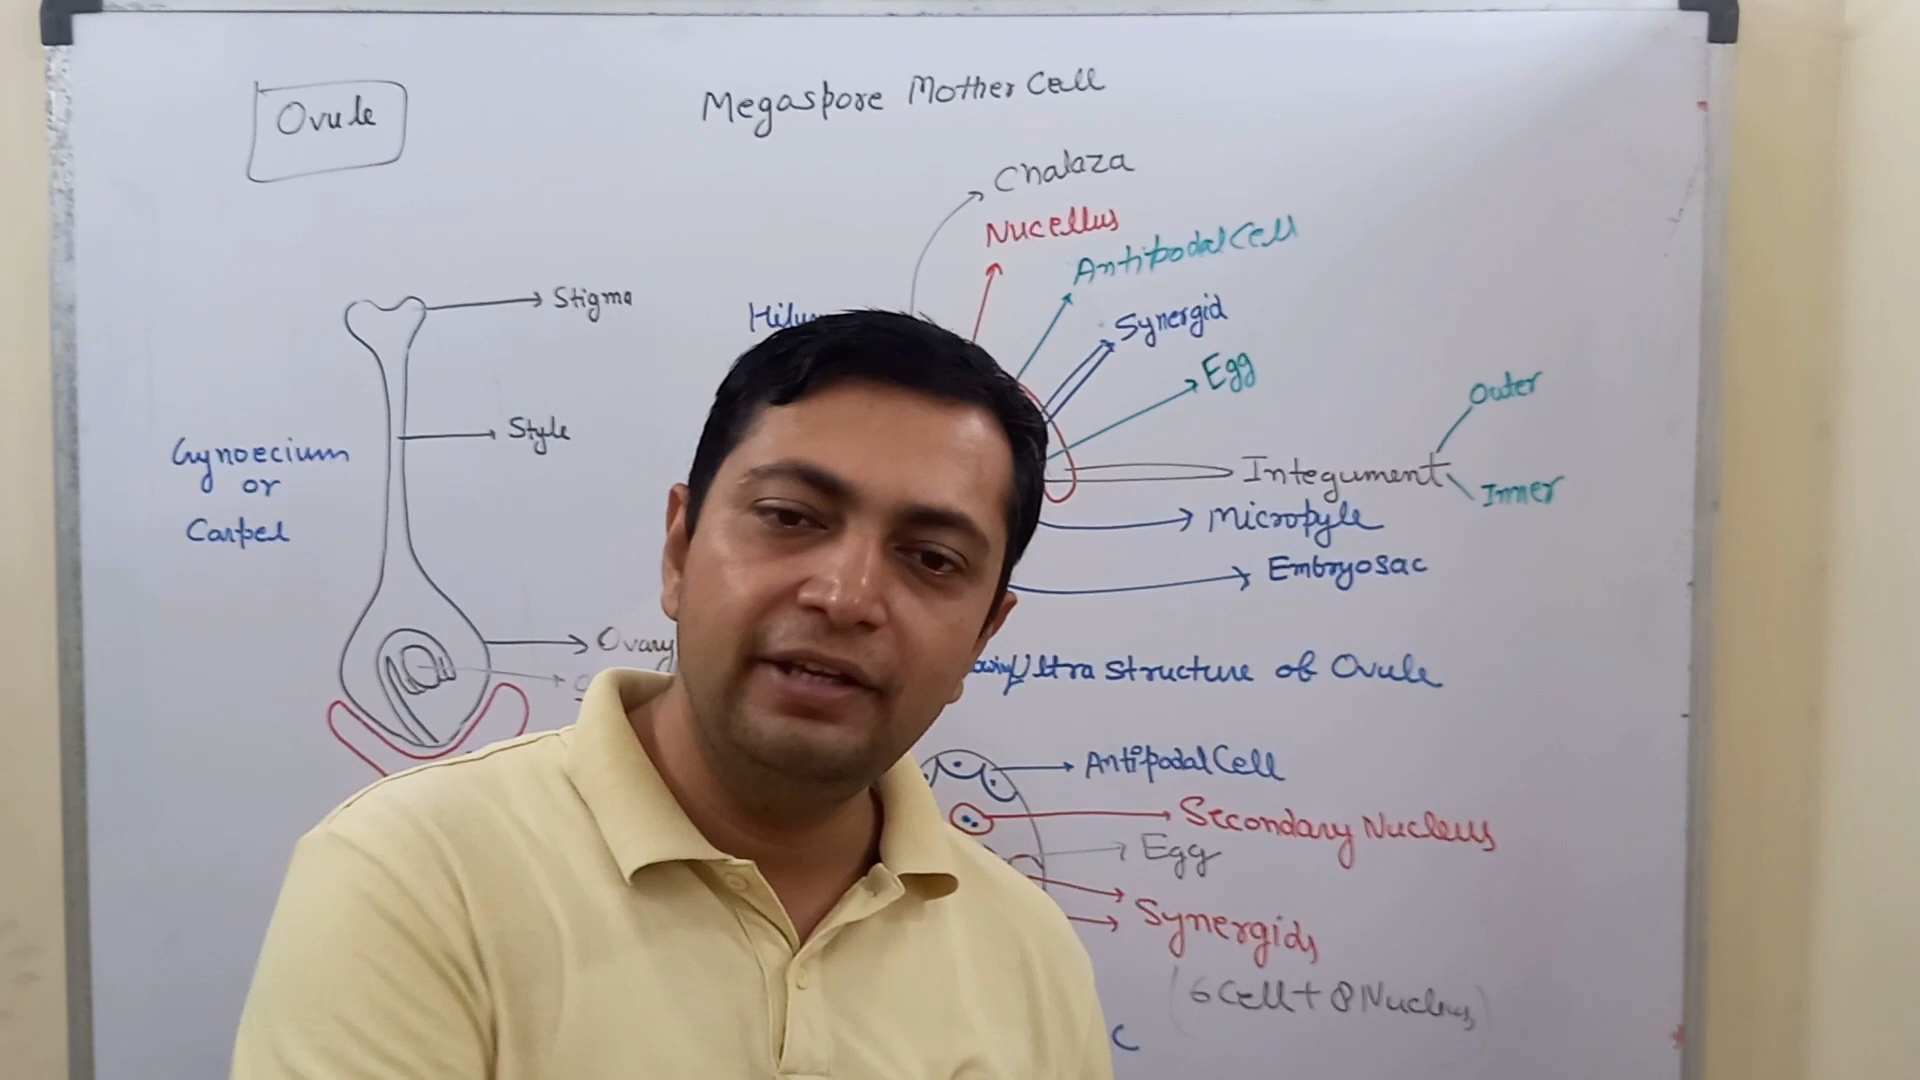 Ovule
Megaspore Mother Cell
Chalaza
Nucellus
Antipodal Cell
Synergid
Egg
Stigma
Style
Gynoecium
or
Carpel
Outer
Integument
Inner
Micropyle
Embryosac
Ovary
Ultra Structure of Ovule
Antipodal Cell
Secondary Nucleus
Egg
Synergids
(6 Cell + 8 Nucleus)
C